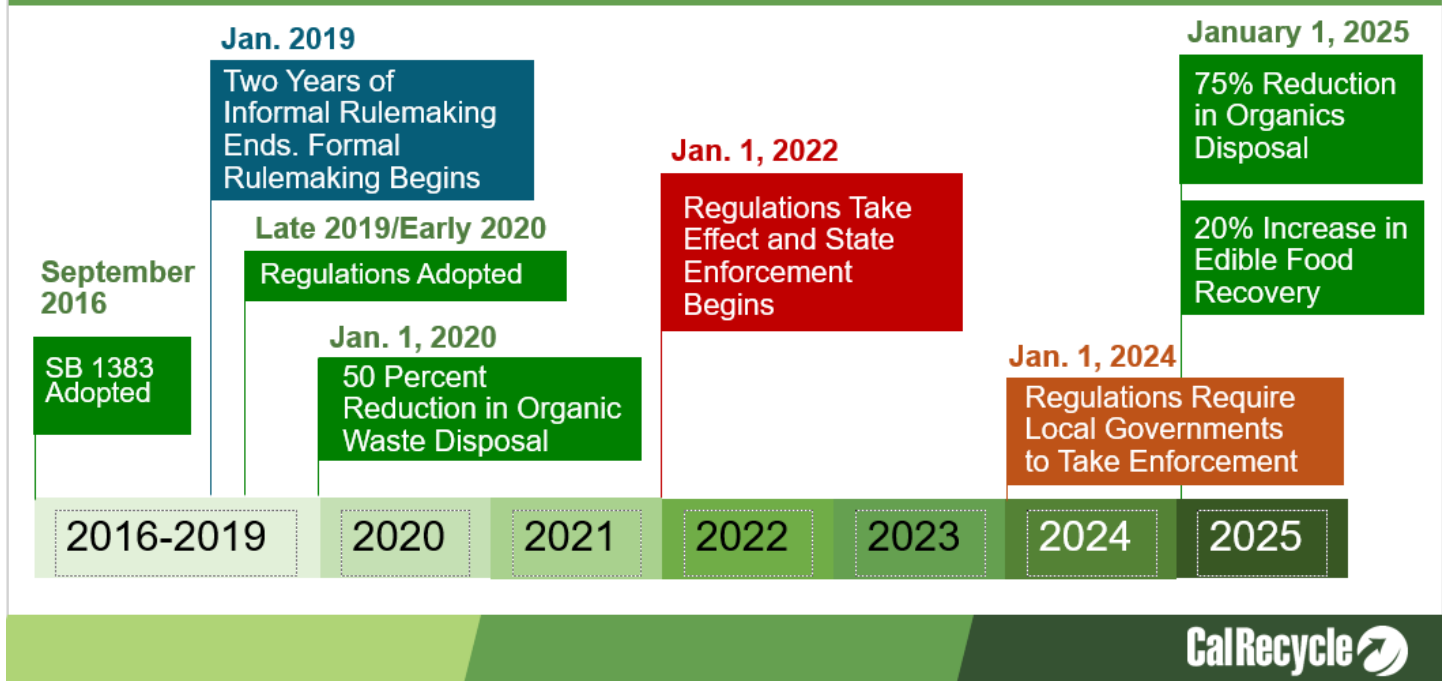 Jan. 2019
Two Years of
Informal Rulemaking
Ends. Formal
Rulemaking Begins
January 1, 2025
75% Reduction
in Organics
Disposal
20% Increase in
Edible Food
Recovery
Jan. 1, 2022
Regulations Take
Effect and State
Enforcement
Begins
Late 2019/Early 2020
Regulations Adopted
September
2016
SB 1383
Adopted
Jan. 1, 2020
50 Percent
Reduction in Organic
Waste Disposal
Jan. 1, 2024
Regulations Require
Local Governments
to Take Enforcement
2016-2019
2020
2021
2022
2023
2024
2025
CalRecycle